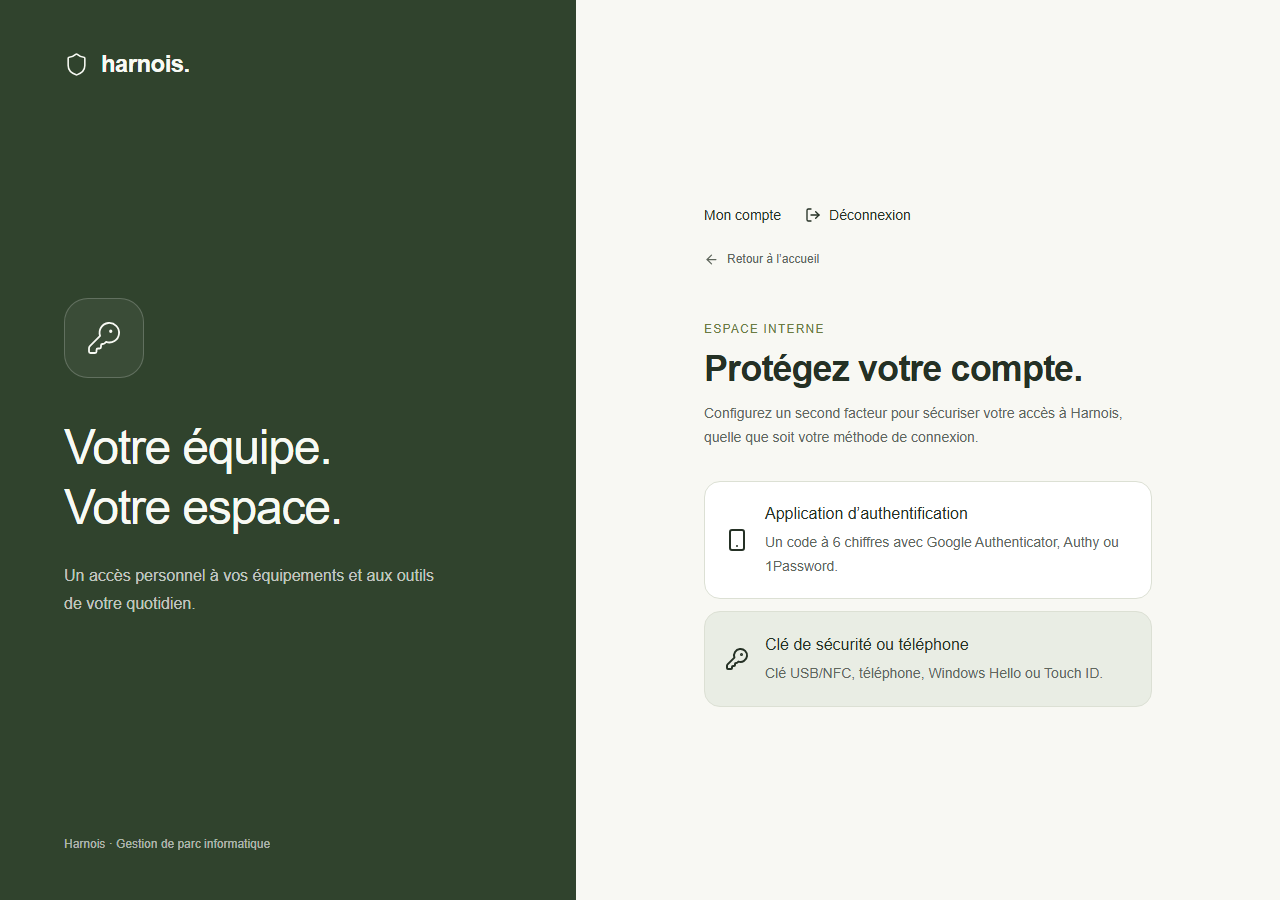 harnois.
Votre équipe.
Votre espace.
Un accès personnel à vos équipements et aux outils
de votre quotidien.
Harnois · Gestion de parc informatique
Mon compte
Déconnexion
Retour à l’accueil
ESPACE INTERNE
Protégez votre compte.
Configurez un second facteur pour sécuriser votre accès à Harnois,
quelle que soit votre méthode de connexion.
Application d’authentification
Un code à 6 chiffres avec Google Authenticator, Authy ou
1Password.
Clé de sécurité ou téléphone
Clé USB/NFC, téléphone, Windows Hello ou Touch ID.